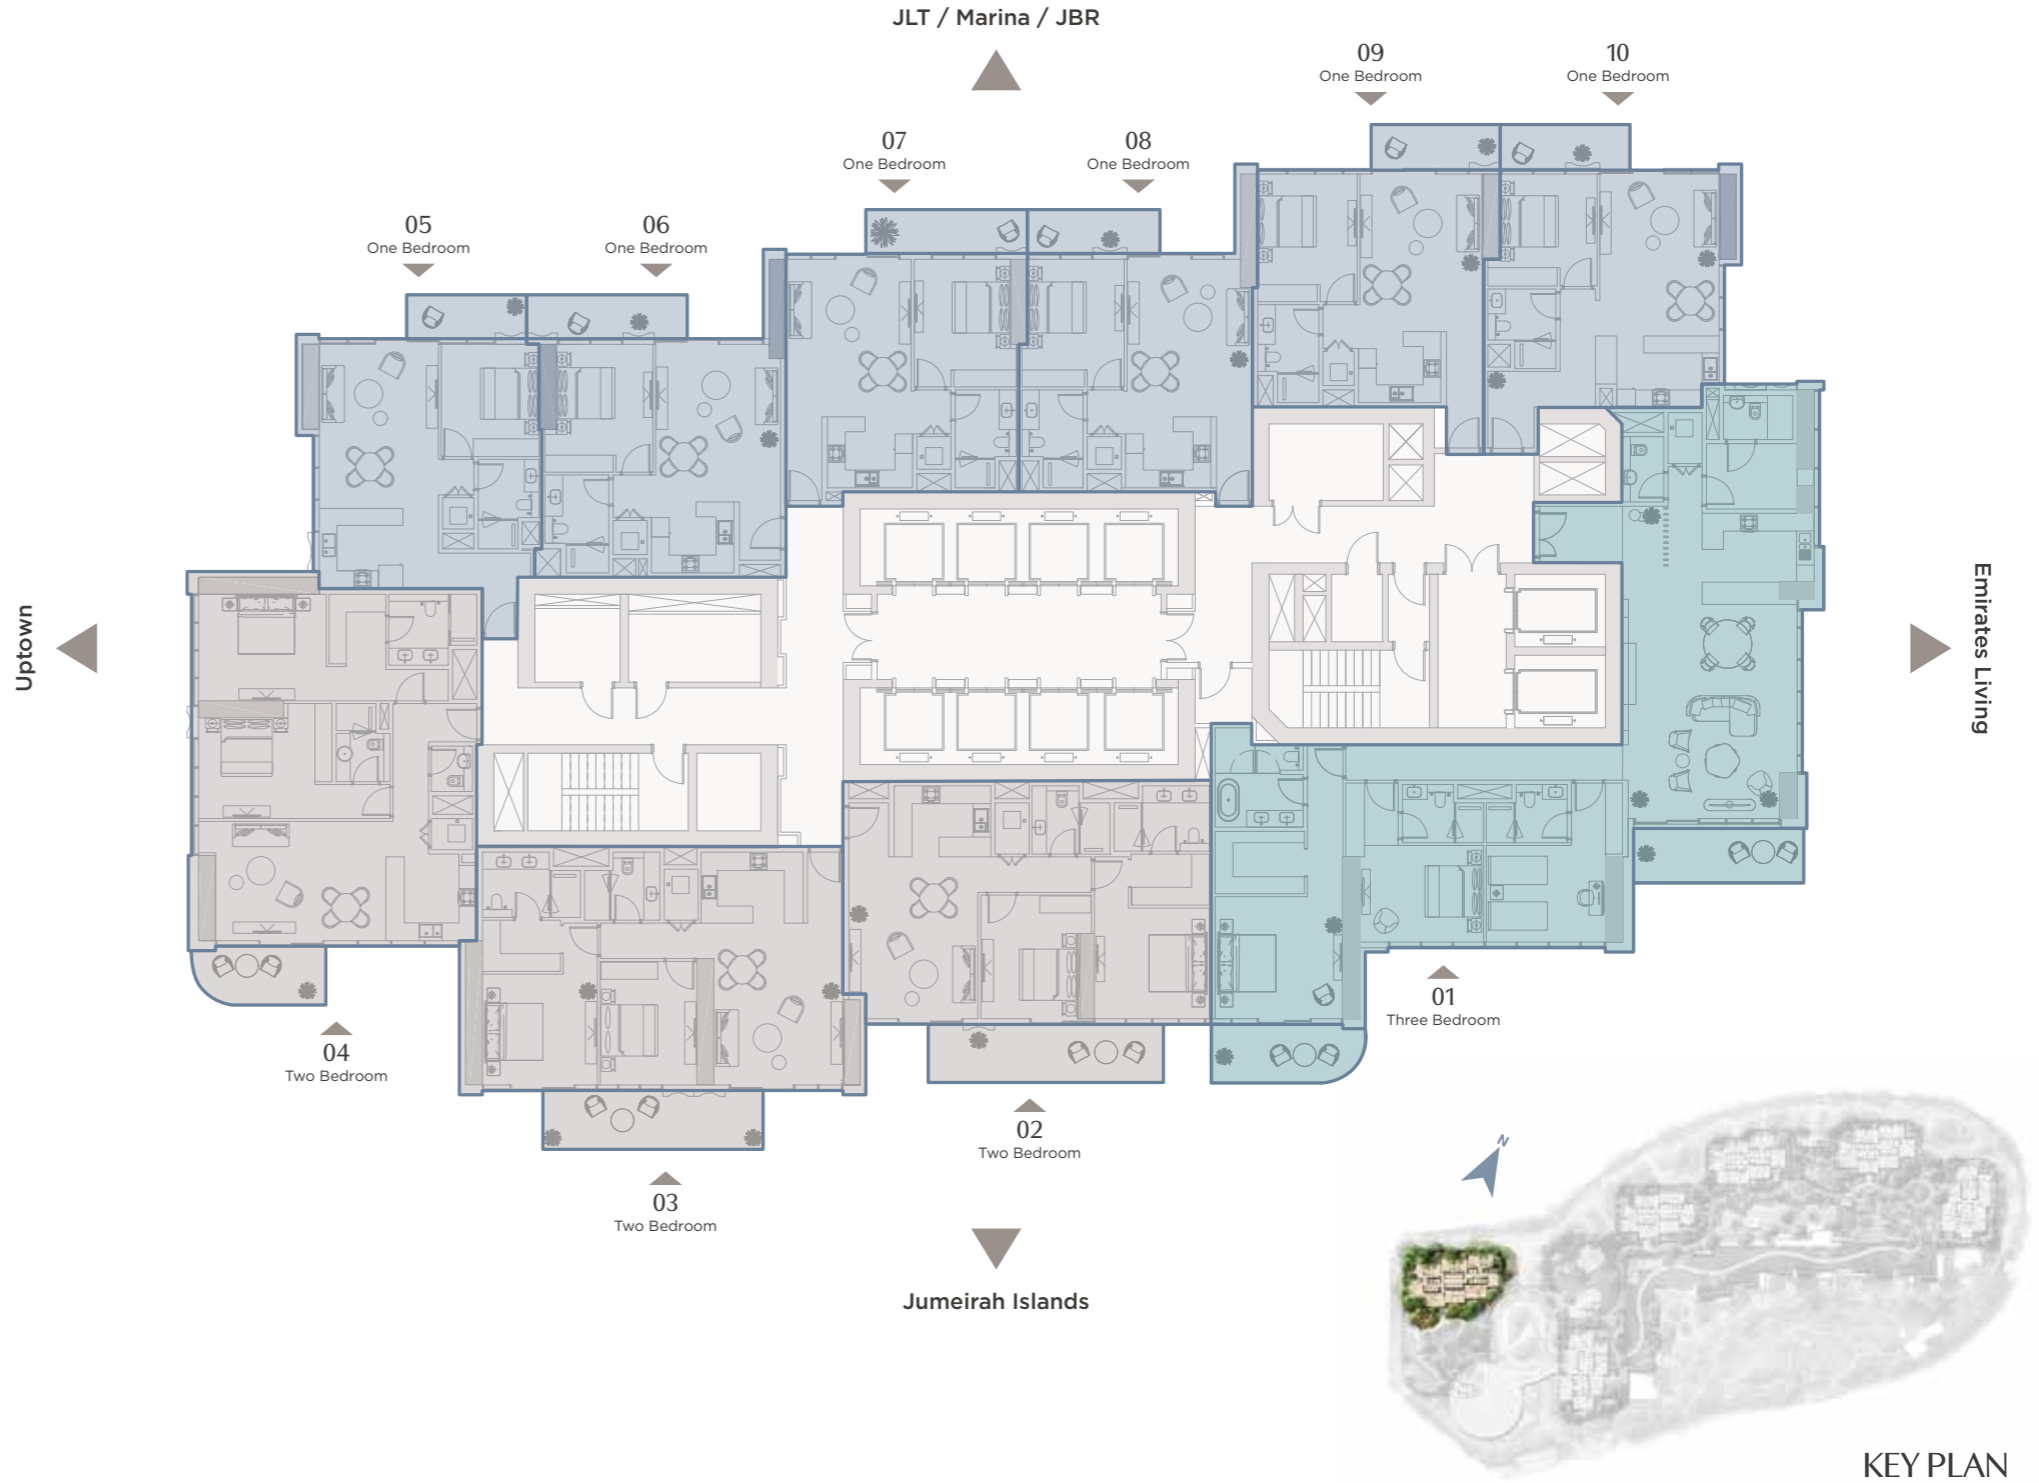 JLT / Marina / JBR
09
One Bedroom
10
One Bedroom
07
One Bedroom
08
One Bedroom
05
One Bedroom
06
One Bedroom
Uptown
Emirates Living
01
Three Bedroom
04
Two Bedroom
02
Two Bedroom
03
Two Bedroom
N
Jumeirah Islands
KEY PLAN